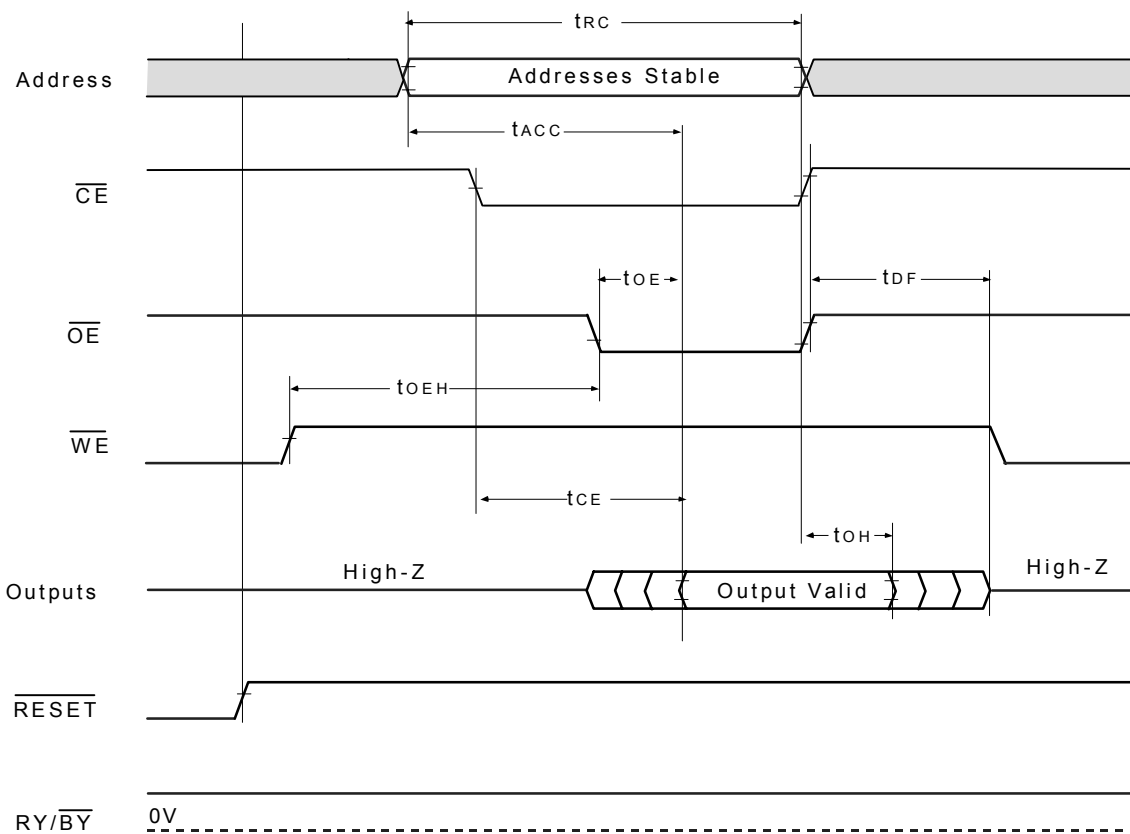 tRC
Address
Addresses Stable
tACC
CE
tOE
tDF
OE
tOEH
WE
tCE
tOH
High-Z
High-Z
Outputs
Output Valid
RESET
RY/BY
0V